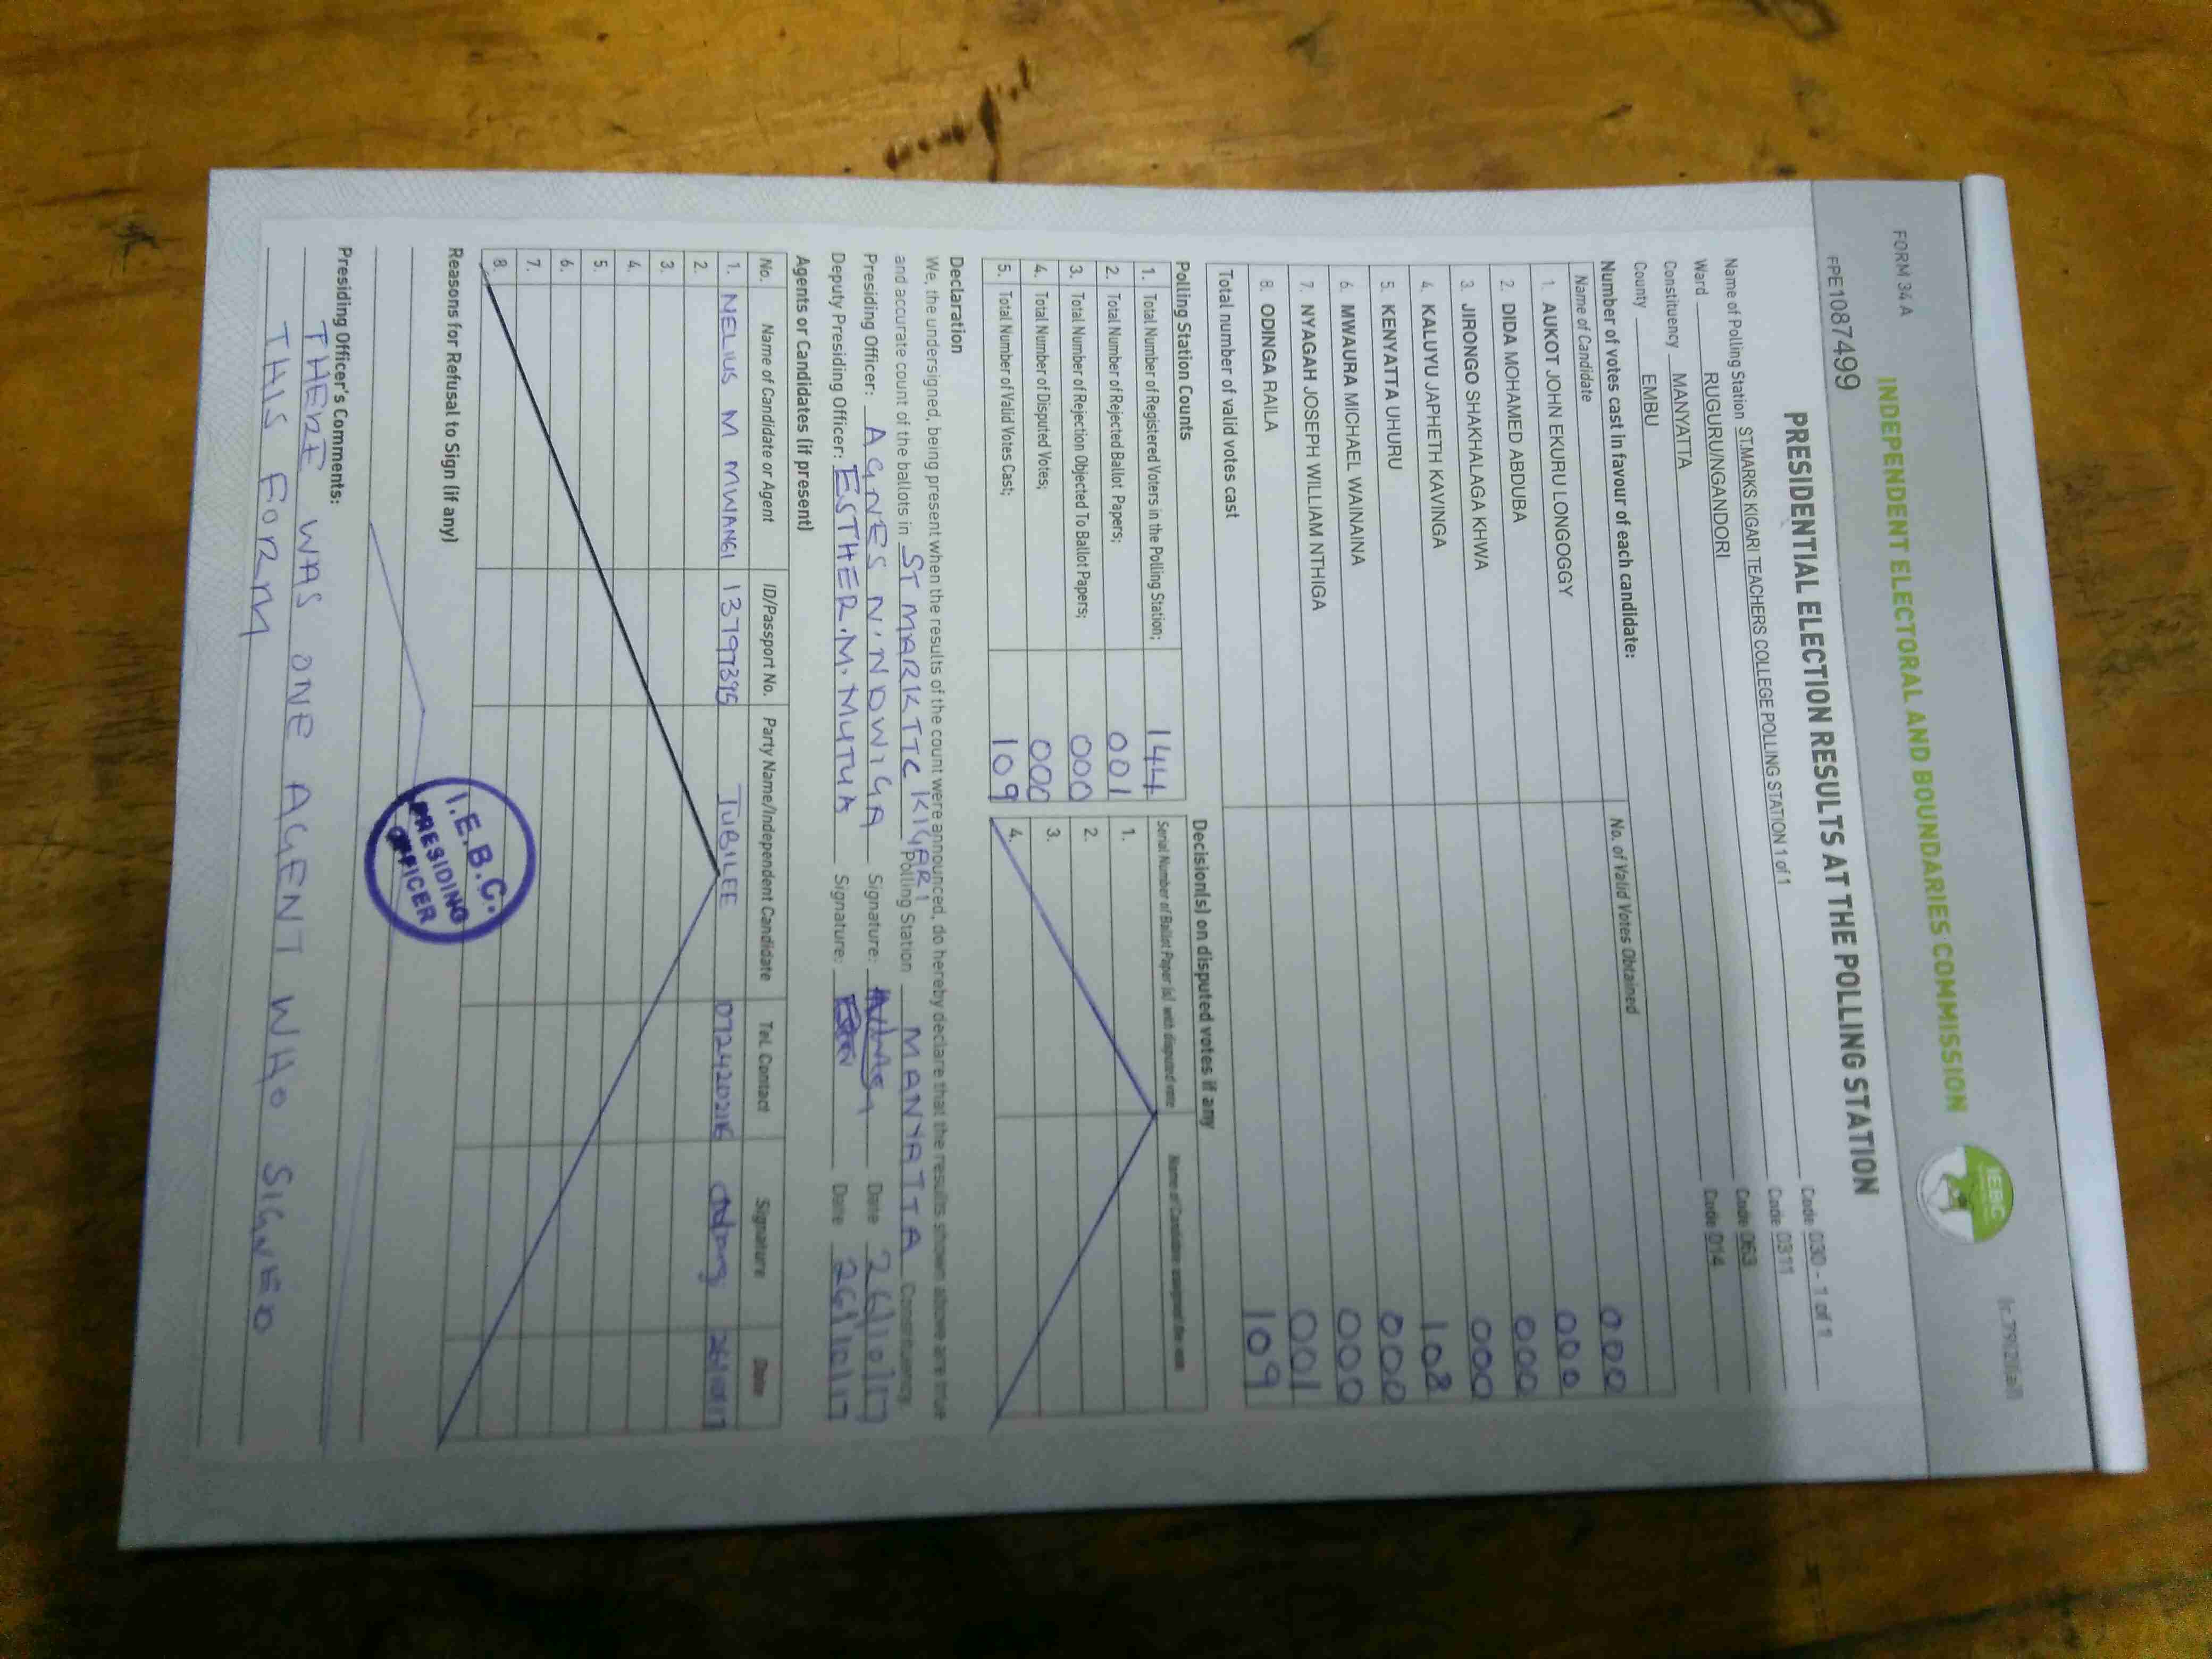 FORM 34A
Ic.7912(a)
INDEPENDENT ELECTORAL AND BOUNDARIES COMMISSION
IEBC
FPE1087499
PRESIDENTIAL ELECTION RESULTS AT THE POLLING STATION
Name of Polling Station ST.MARKS KIGARI TEACHERS COLLEGE POLLING STATION 1 of 1 Code 030 - 1 of 1
Ward RUGURU/NGANDORI Code 0311
Constituency MANYATTA Code 063
County EMBU Code 014
Number of votes cast in favour of each candidate:
Name of Candidate No. of Valid Votes Obtained
1. AUKOT JOHN EKURU LONGOGGY 000
2. DIDA MOHAMED ABDUBA 000
3. JIRONGO SHAKHALAGA KHWA 000
4. KALUYU JAPHETH KAVINGA 000
5. KENYATTA UHURU 108
6. MWAURA MICHAEL WAINAINA 000
7. NYAGAH JOSEPH WILLIAM NTHIGA 000
8. ODINGA RAILA 001
Total number of valid votes cast 109
Polling Station Counts
1. Total Number of Registered Voters in the Polling Station; 144
2. Total Number of Rejected Ballot Papers; 001
3. Total Number of Rejection Objected To Ballot Papers; 000
4. Total Number of Disputed Votes; 000
5. Total Number of Valid Votes Cast; 109
Decision(s) on disputed votes if any
Serial Number of Ballot Paper (s) with disputed vote Name of Candidate assigned the vote
1.
2.
3.
4.
Declaration
We, the undersigned, being present when the results of the count were announced, do hereby declare that the results shown above are true
and accurate count of the ballots in ST MARK TTC KIGARI Polling Station MANYATTA Constituency.
Presiding Officer: AGNES N. NDWIGA Signature: Date 26/10/17
Deputy Presiding Officer: ESTHER.M.MUTUA Signature: Date 26/10/17
Agents or Candidates (if present)
No. Name of Candidate or Agent ID/Passport No. Party Name/Independent Candidate Tel. Contact Signature Date
1. NELIUS M MWANGI 13797395 JUBILEE 0724202116 26/10/17
2.
3.
4.
5.
6.
7.
8.
Reasons for Refusal to Sign (if any)
I.E.B.C.
PRESIDING
OFFICER
Presiding Officer's Comments:
THERE WAS ONE AGENT WHO SIGNED
THIS FORM